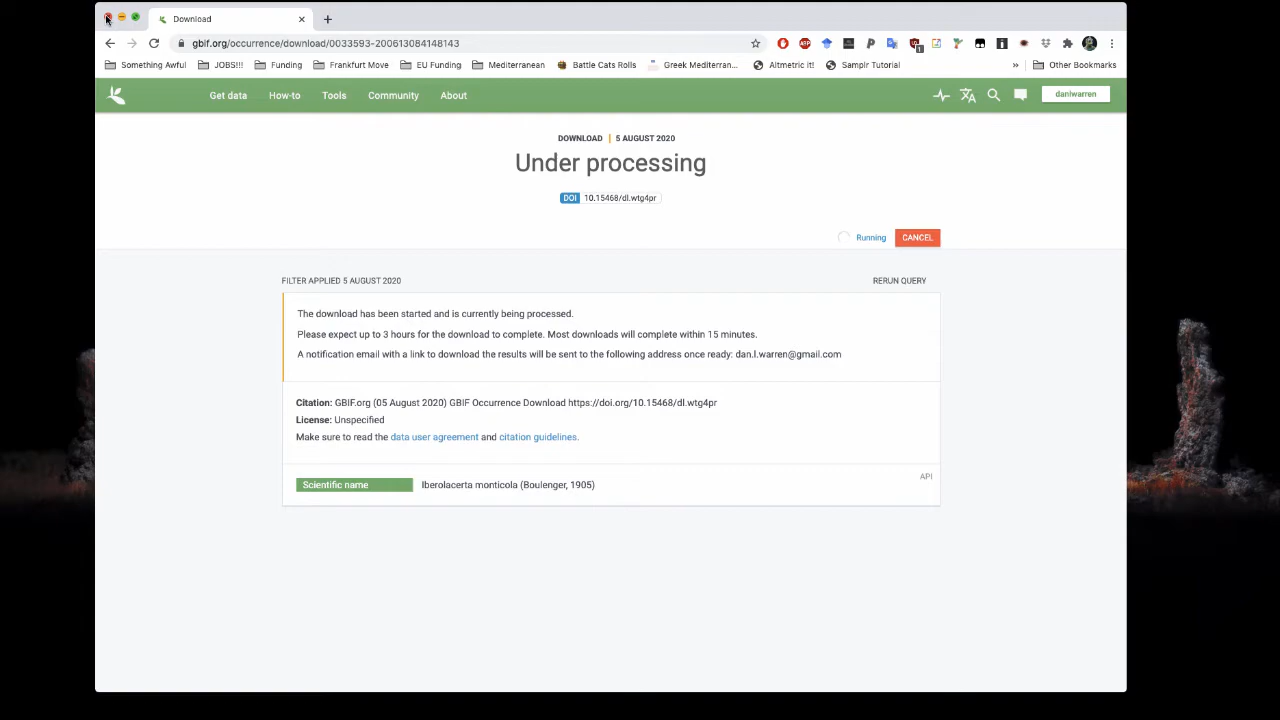 Download
gbif.org/occurrence/download/0033593-200613084148143
Something Awful JOBS!!! Funding Frankfurt Move EU Funding Mediterranean Battle Cats Rolls Greek Mediterran... Altmetric it! Samplr Tutorial » Other Bookmarks
Get data How-to Tools Community About danlwarren
DOWNLOAD | 5 AUGUST 2020
Under processing
DOI 10.15468/dl.wtg4pr
Running CANCEL
FILTER APPLIED 5 AUGUST 2020 RERUN QUERY
The download has been started and is currently being processed.
Please expect up to 3 hours for the download to complete. Most downloads will complete within 15 minutes.
A notification email with a link to download the results will be sent to the following address once ready: dan.l.warren@gmail.com
Citation: GBIF.org (05 August 2020) GBIF Occurrence Download https://doi.org/10.15468/dl.wtg4pr
License: Unspecified
Make sure to read the data user agreement and citation guidelines.
API
Scientific name Iberolacerta monticola (Boulenger, 1905)